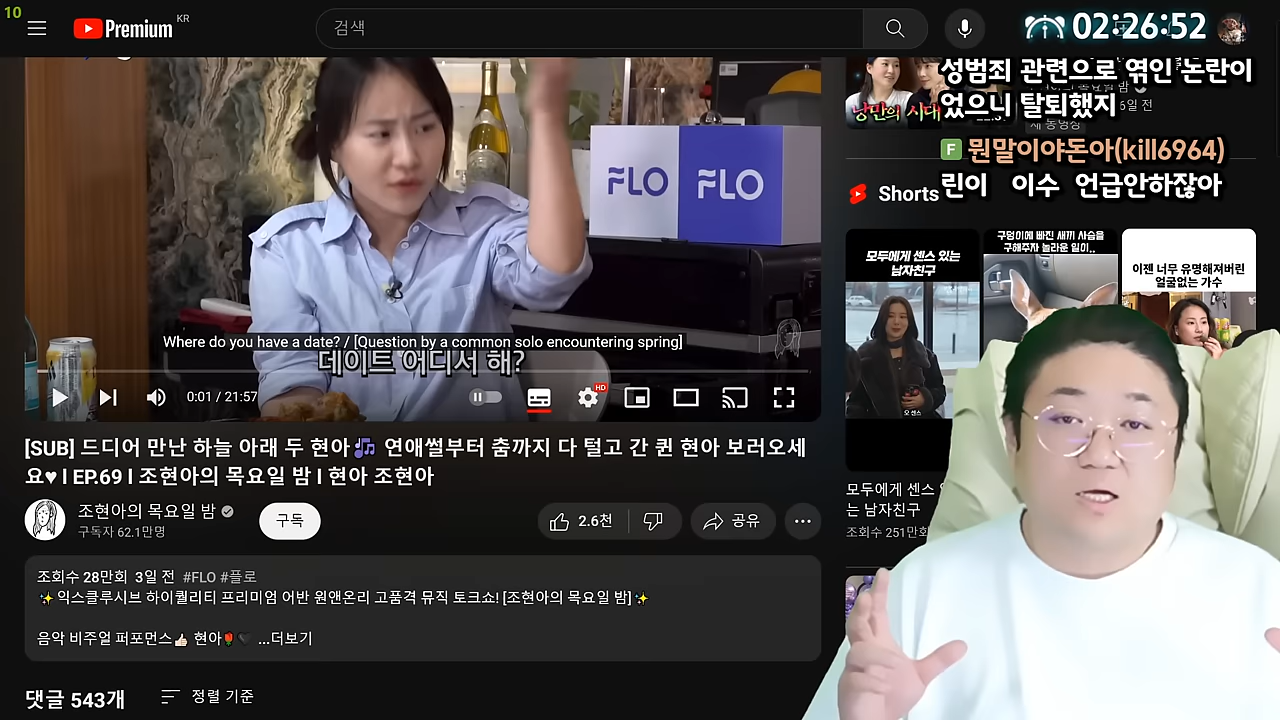 10
Premium KR
검색
02:26:52
성범죄 관련으로 엮인 논란이
었으니 탈퇴했지
F 뭔말이야돈아(kill6964)
린이 이수 언급안하잖아
낭만의 시대
FLO FLO
Where do you have a date? / [Question by a common solo encountering spring]
데이트 어디서 해?
0:01 / 21:57
HD
Shorts
모두에게 센스 있는
남자친구
구덩이에 빠진 새끼 사슴을
구해주자 놀라운 일이..
이젠 너무 유명해져버린
얼굴없는 가수
[SUB] 드디어 만난 하늘 아래 두 현아🎶 연애썰부터 춤까지 다 털고 간 퀸 현아 보러오세
요♥ l EP.69 l 조현아의 목요일 밤 l 현아 조현아
조현아의 목요일 밤
구독자 62.1만명
구독
2.6천
공유
모두에게 센스
는 남자친구
조회수 251만회
조회수 28만회 3일 전 #FLO #플로
✨익스클루시브 하이퀄리티 프리미엄 어반 원앤온리 고품격 뮤직 토크쇼! [조현아의 목요일 밤]✨
음악 비주얼 퍼포먼스👍🏻 현아🌹🖤 ...더보기
댓글 543개
정렬 기준